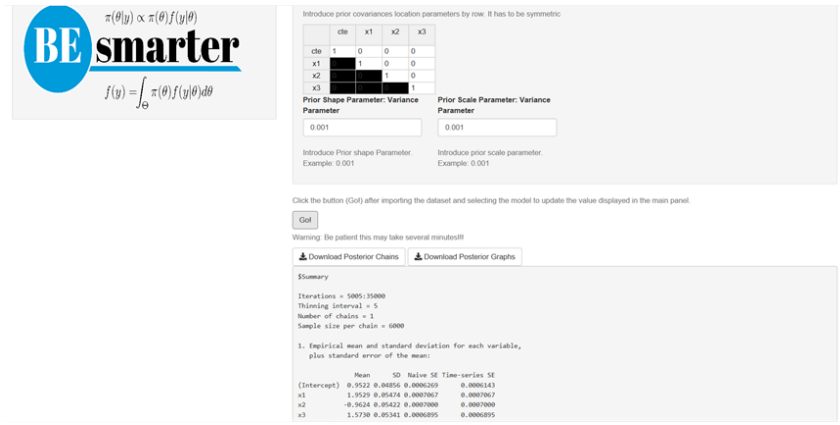 π(θ|y) ∝ π(θ)f(y|θ)
BE smarter
f(y) = ∫Θ π(θ)f(y|θ)dθ
Introduce prior covariances location parameters by row. It has to be symmetric
cte x1 x2 x3
cte 1 0 0 0
x1 1 0 0
x2 1 0
x3 1
Prior Shape Parameter: Variance Parameter
Prior Scale Parameter: Variance Parameter
0.001
0.001
Introduce Prior shape Parameter.
Example: 0.001
Introduce prior scale parameter.
Example: 0.001
Click the button (Go!) after importing the dataset and selecting the model to update the value displayed in the main panel
Go!
Warning: Be patient this may take several minutes!!!
Download Posterior Chains
Download Posterior Graphs
$Summary
Iterations = 5005:35000
Thinning interval = 5
Number of chains = 1
Sample size per chain = 6000
1. Empirical mean and standard deviation for each variable,
plus standard error of the mean:
Mean SD Naive SE Time-series SE
(Intercept) 0.9522 0.04856 0.0006269 0.0006143
x1 1.9529 0.05474 0.0007067 0.0007067
x2 -0.9624 0.05422 0.0007000 0.0007000
x3 1.5730 0.05341 0.0006895 0.0006895